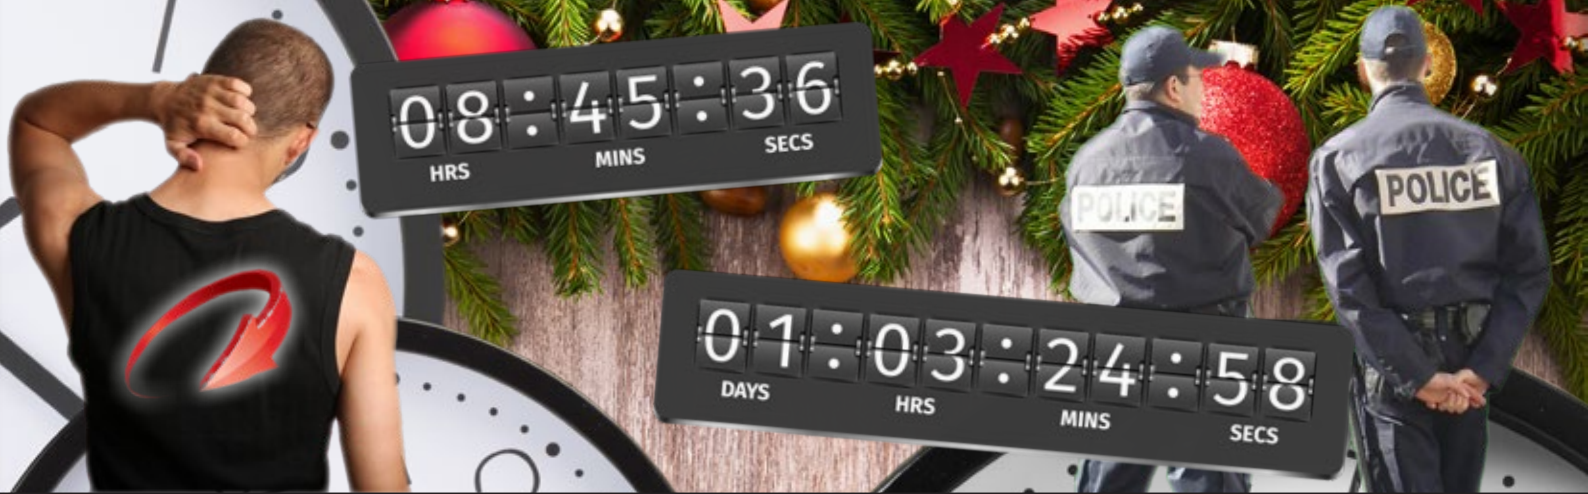 08:45:36
HRS MINS SECS
POLICE
POLICE
01:03:24:58
DAYS HRS MINS SECS